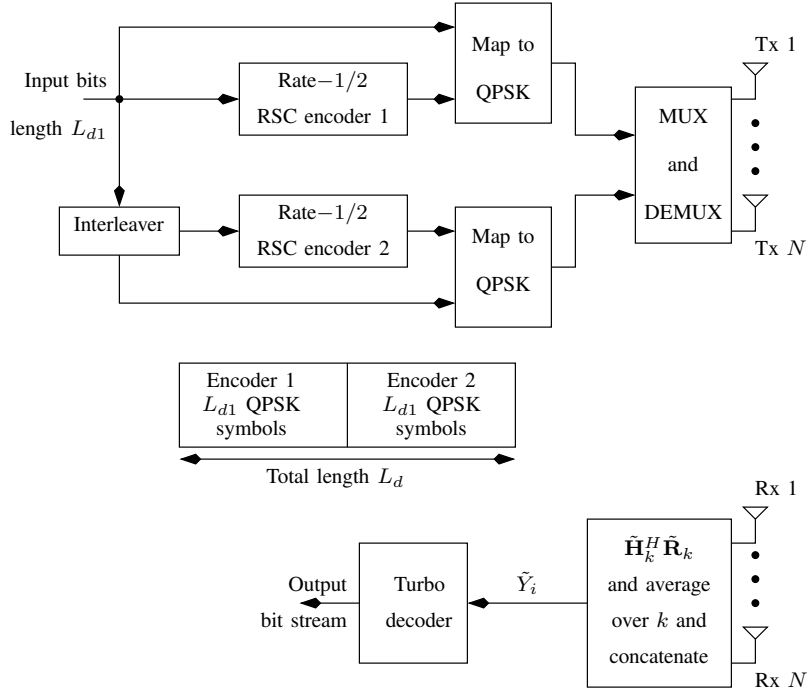 Input bits
length L_{d1}
Rate−1/2
RSC encoder 1
Map to
QPSK
Interleaver
Rate−1/2
RSC encoder 2
Map to
QPSK
MUX
and
DEMUX
Tx 1
Tx N
Encoder 1
L_{d1} QPSK
symbols
Encoder 2
L_{d1} QPSK
symbols
Total length L_d
Output
bit stream
Turbo
decoder
Ỹ_i
H̃_k^H R̃_k
and average
over k and
concatenate
Rx 1
Rx N